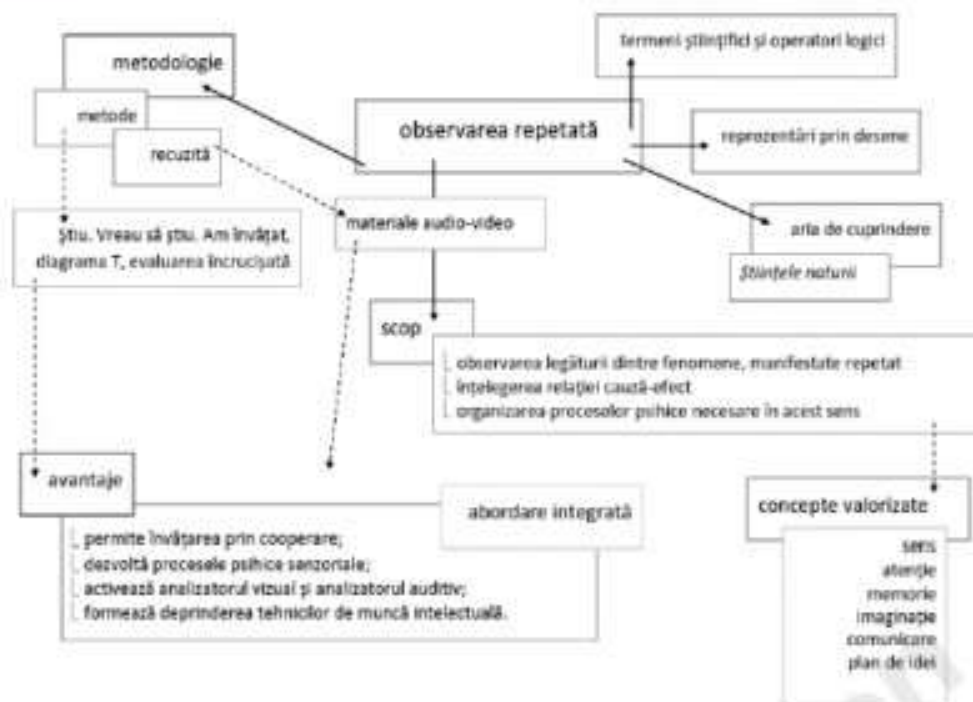 termeni științifici și operatori logici
metodologie
metode
observarea repetată
reprezentări prin desene
recuzită
materiale audio-video
Știu. Vreau să știu. Am învățat,
diagrama T, evaluarea încrucișată
aria de cuprindere
Științele naturii
scop
observarea legăturii dintre fenomene, manifestate repetat
înțelegerea relației cauză-efect
organizarea proceselor psihice necesare în acest sens
avantaje
abordare integrată
concepte valorizate
permite învățarea prin cooperare;
dezvoltă procesele psihice senzoriale;
activează analizatorul vizual și analizatorul auditiv;
formează deprinderea tehnicilor de muncă intelectuală.
sens
atenție
memorie
imaginație
comunicare
plan de idei